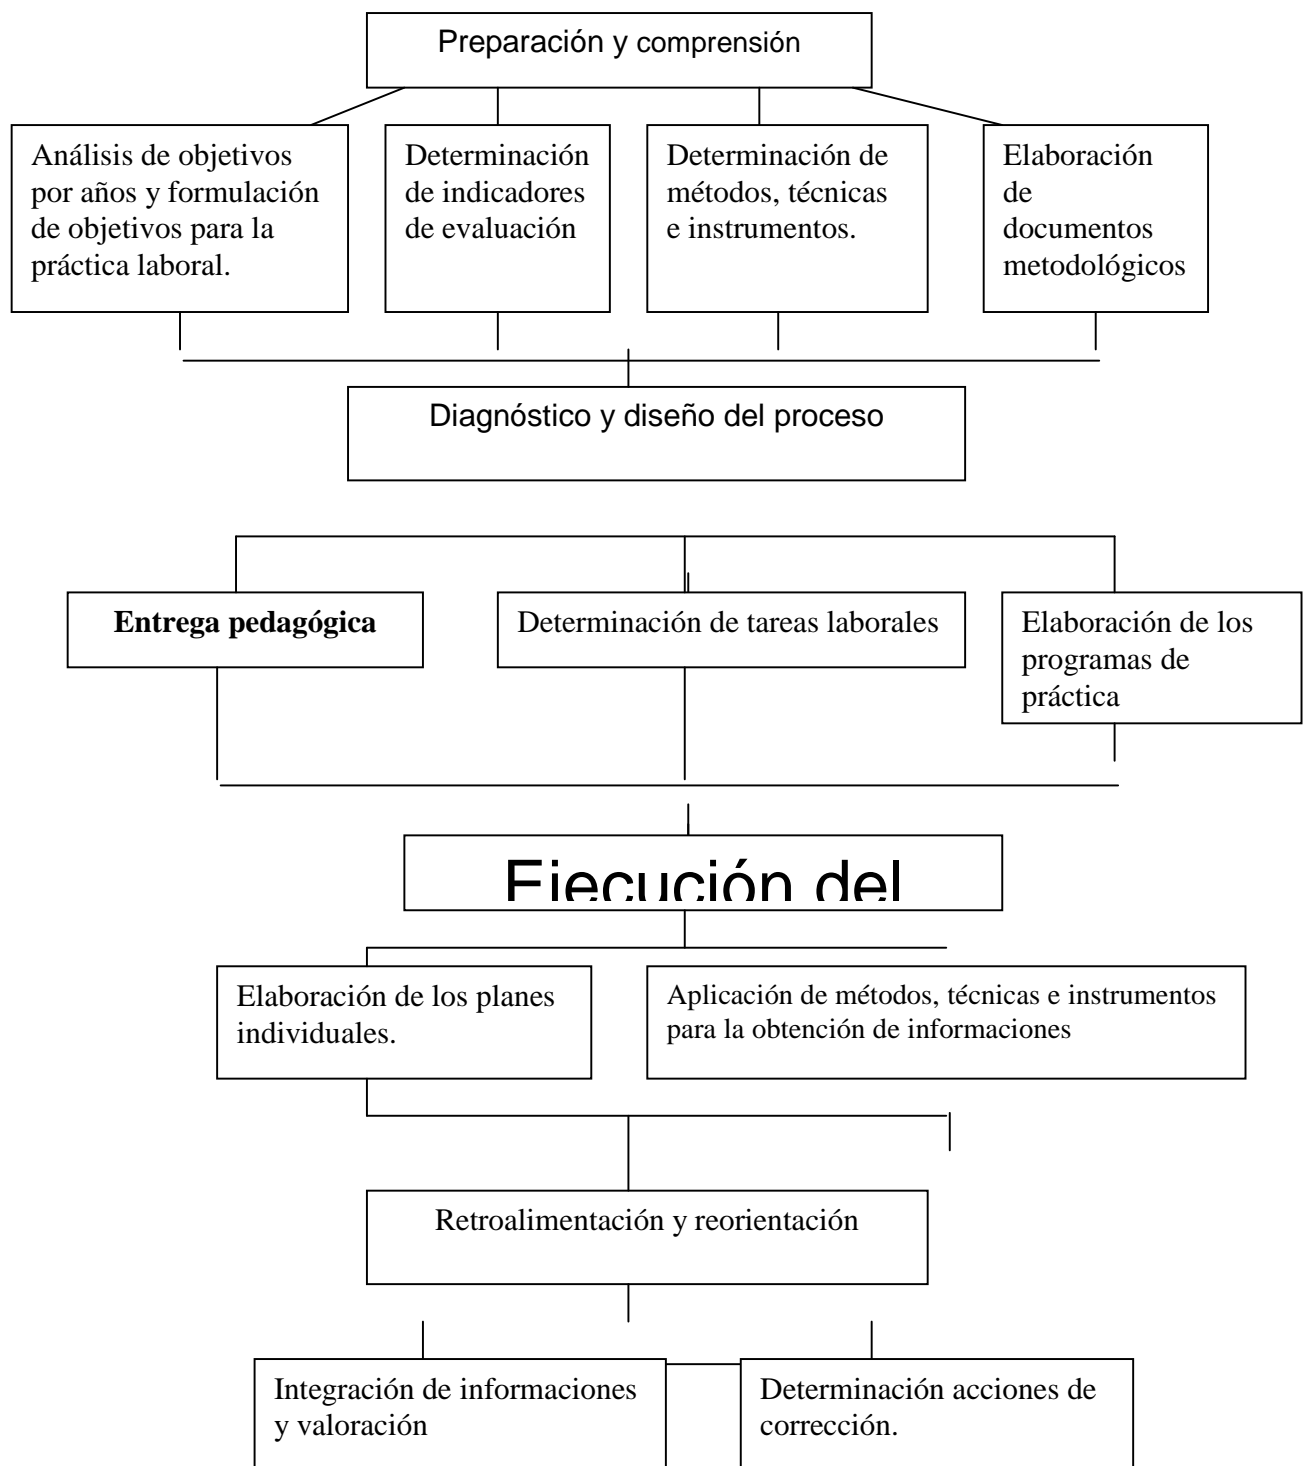 Preparación y comprensión
Análisis de objetivos
por años y formulación
de objetivos para la
práctica laboral.
Determinación
de indicadores
de evaluación
Determinación de
métodos, técnicas
e instrumentos.
Elaboración
de
documentos
metodológicos
Diagnóstico y diseño del proceso
Entrega pedagógica
Determinación de tareas laborales
Elaboración de los
programas de
práctica
Ejecución del
Elaboración de los planes
individuales.
Aplicación de métodos, técnicas e instrumentos
para la obtención de informaciones
Retroalimentación y reorientación
Integración de informaciones
y valoración
Determinación acciones de
corrección.